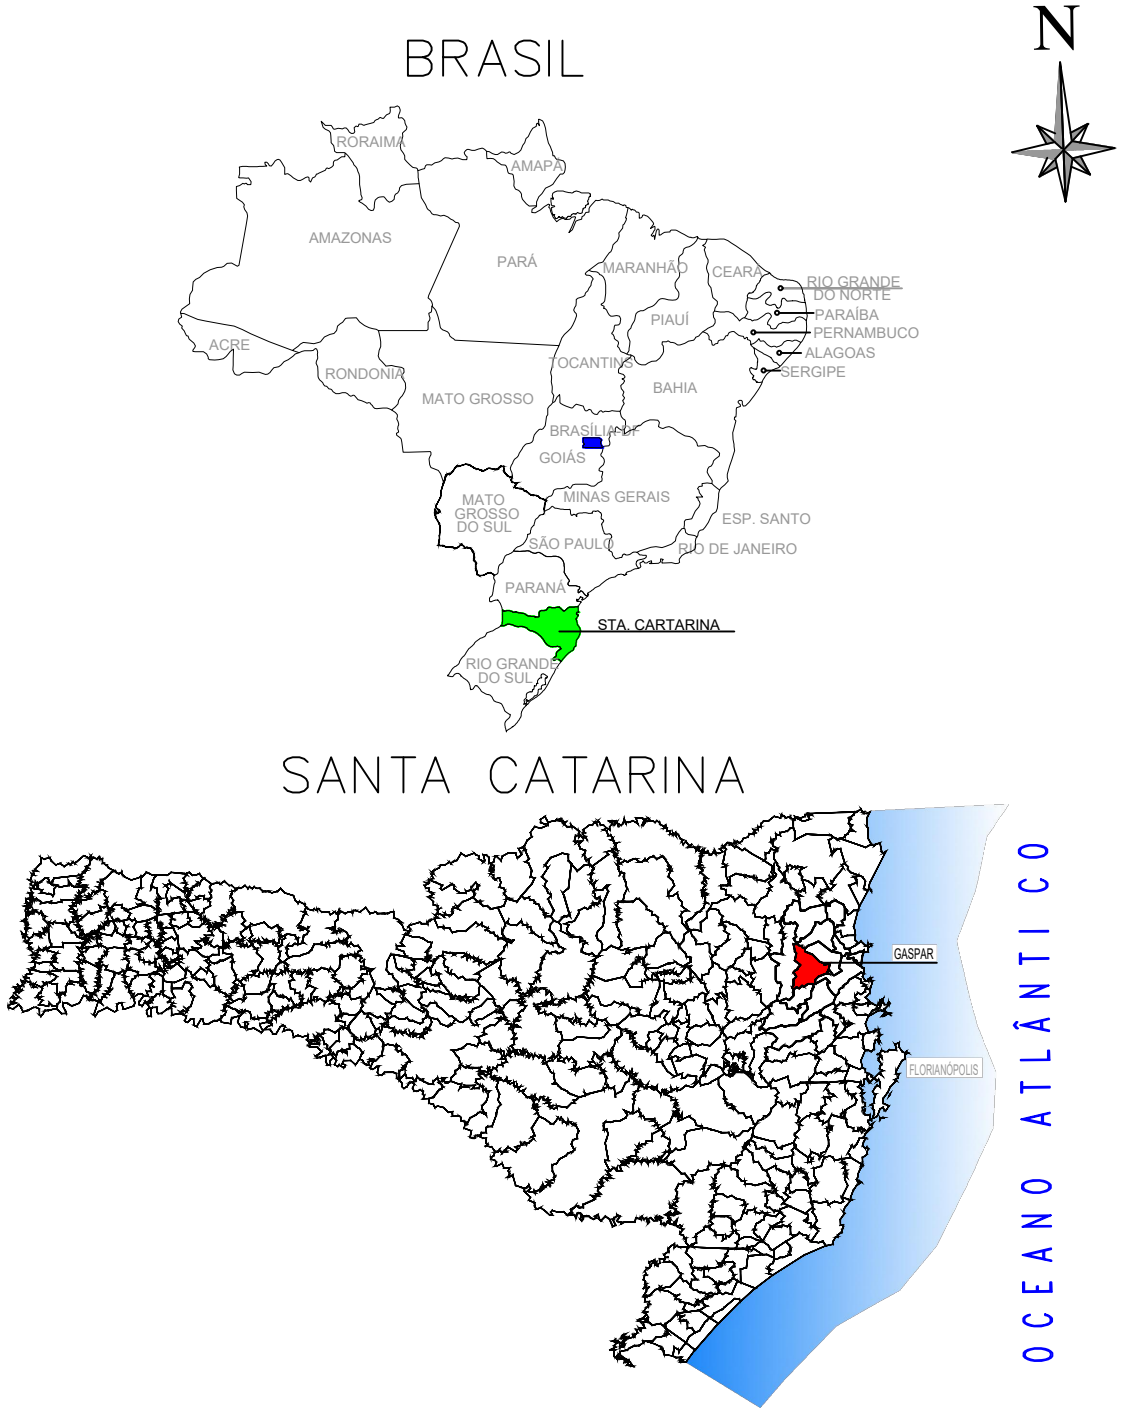 N
BRASIL
RORAIMA
AMAPÁ
AMAZONAS
PARÁ
MARANHÃO
CEARÁ
RIO GRANDE
DO NORTE
PARAÍBA
PIAUÍ
PERNAMBUCO
ACRE
ALAGOAS
TOCANTINS
SERGIPE
RONDONIA
BAHIA
MATO GROSSO
BRASÍLIA-DF
GOIÁS
MINAS GERAIS
MATO
GROSSO
DO SUL
ESP. SANTO
SÃO PAULO
RIO DE JANEIRO
PARANÁ
STA. CARTARINA
RIO GRANDE
DO SUL
SANTA CATARINA
GASPAR
FLORIANÓPOLIS
OCEANO ATLÂNTICO